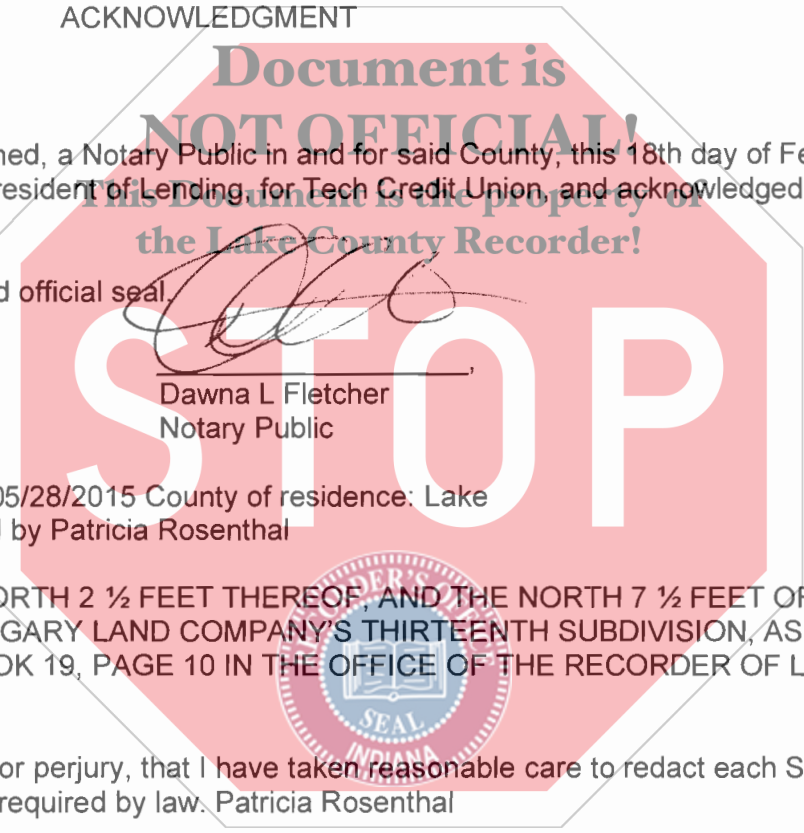 ACKNOWLEDGMENT
Document is
NOT OFFICIAL!
ned, a Notary Public in and for said County, this 18th day of Fe
resident of Lending, for Tech Credit Union, and acknowledged
This Document is the property of
the Lake County Recorder!
d official seal.
STOP
Dawna L Fletcher
Notary Public
05/28/2015 County of residence: Lake
by Patricia Rosenthal
ORTH 2 ½ FEET THEREOF, AND THE NORTH 7 ½ FEET OF
GARY LAND COMPANY'S THIRTEENTH SUBDIVISION, AS
OK 19, PAGE 10 IN THE OFFICE OF THE RECORDER OF L
SEAL
INDIANA
or perjury, that I have taken reasonable care to redact each S
required by law. Patricia Rosenthal